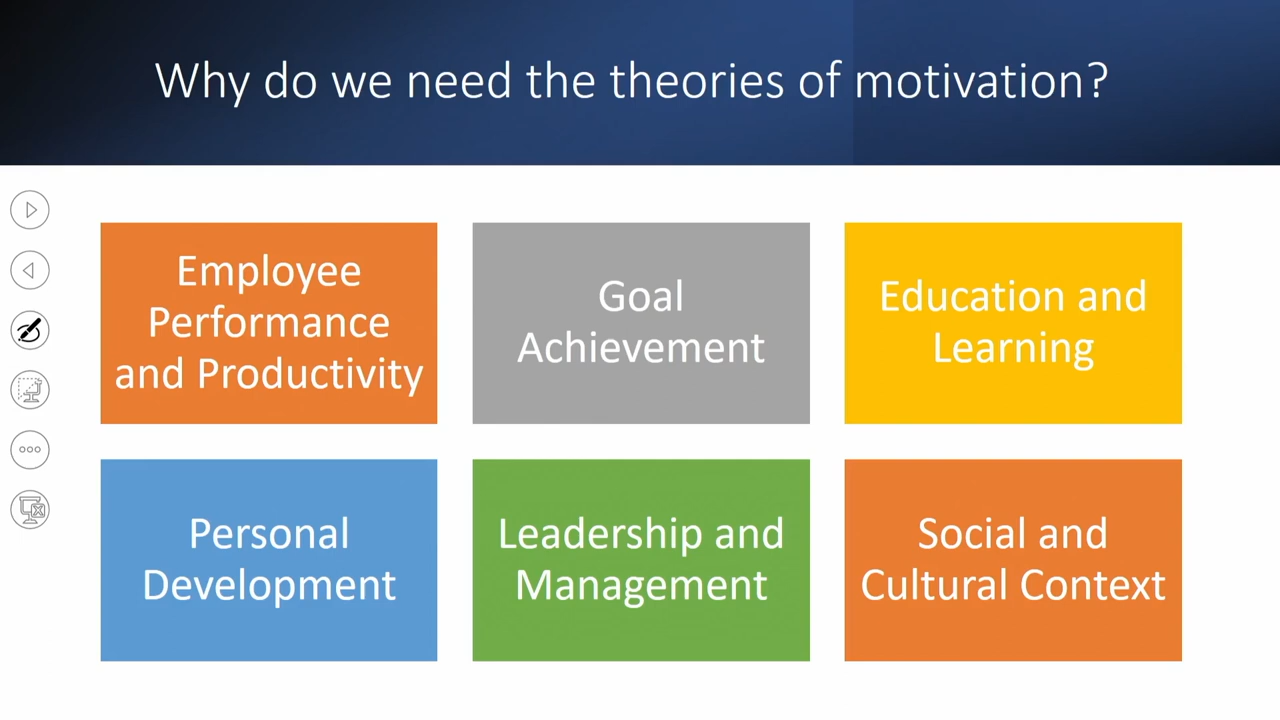 Why do we need the theories of motivation?
Employee
Performance
and Productivity
Goal
Achievement
Education and
Learning
Personal
Development
Leadership and
Management
Social and
Cultural Context